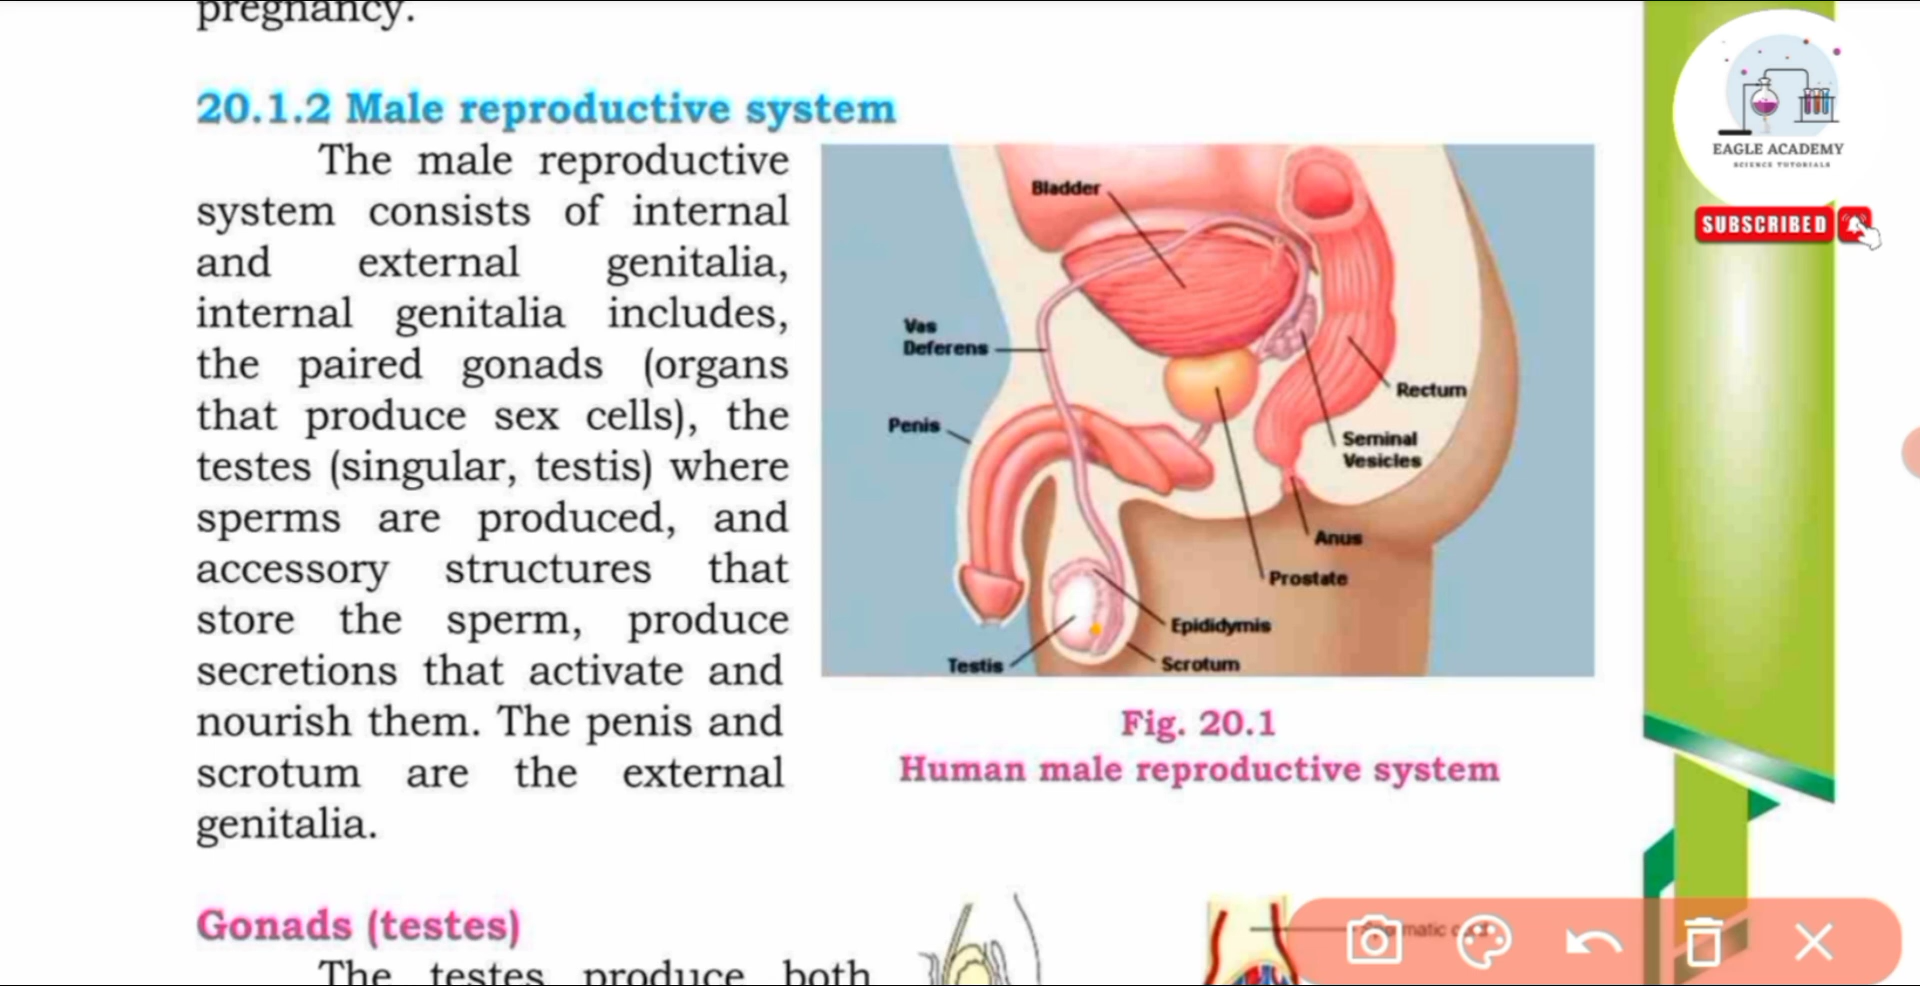 pregnancy.
20.1.2 Male reproductive system
The male reproductive
system consists of internal
and external genitalia,
internal genitalia includes,
the paired gonads (organs
that produce sex cells), the
testes (singular, testis) where
sperms are produced, and
accessory structures that
store the sperm, produce
secretions that activate and
nourish them. The penis and
scrotum are the external
genitalia.
Bladder
Vas
Deferens
Penis
Rectum
Seminal
Vesicles
Anus
Prostate
Epididymis
Scrotum
Testis
Fig. 20.1
Human male reproductive system
Gonads (testes)
The testes produce both
EAGLE ACADEMY
SCIENCE TUTORIALS
SUBSCRIBED